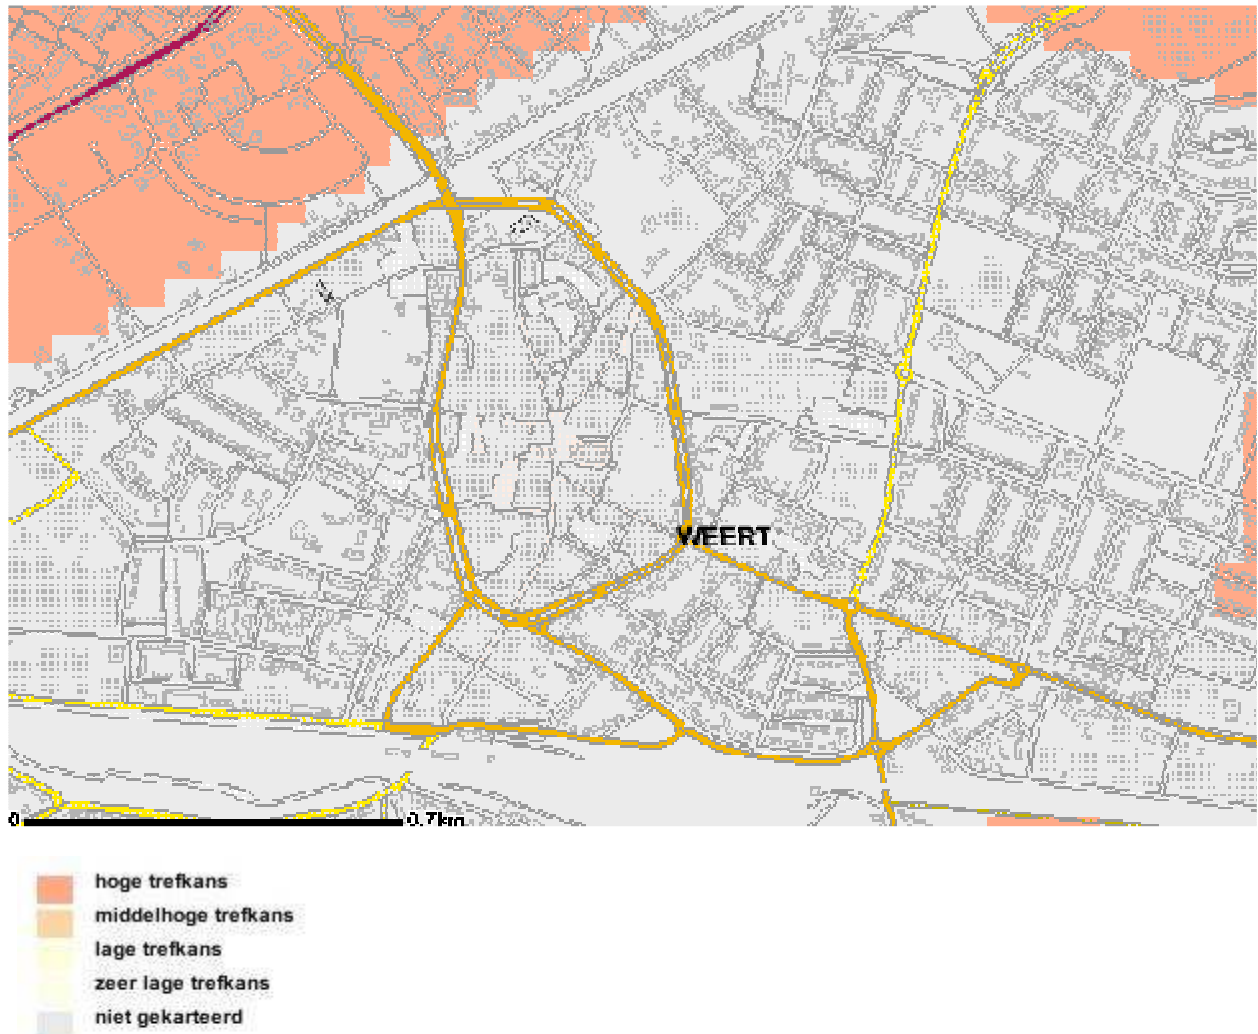 WEERT
0 0.7km
hoge trefkans
middelhoge trefkans
lage trefkans
zeer lage trefkans
niet gekarteerd